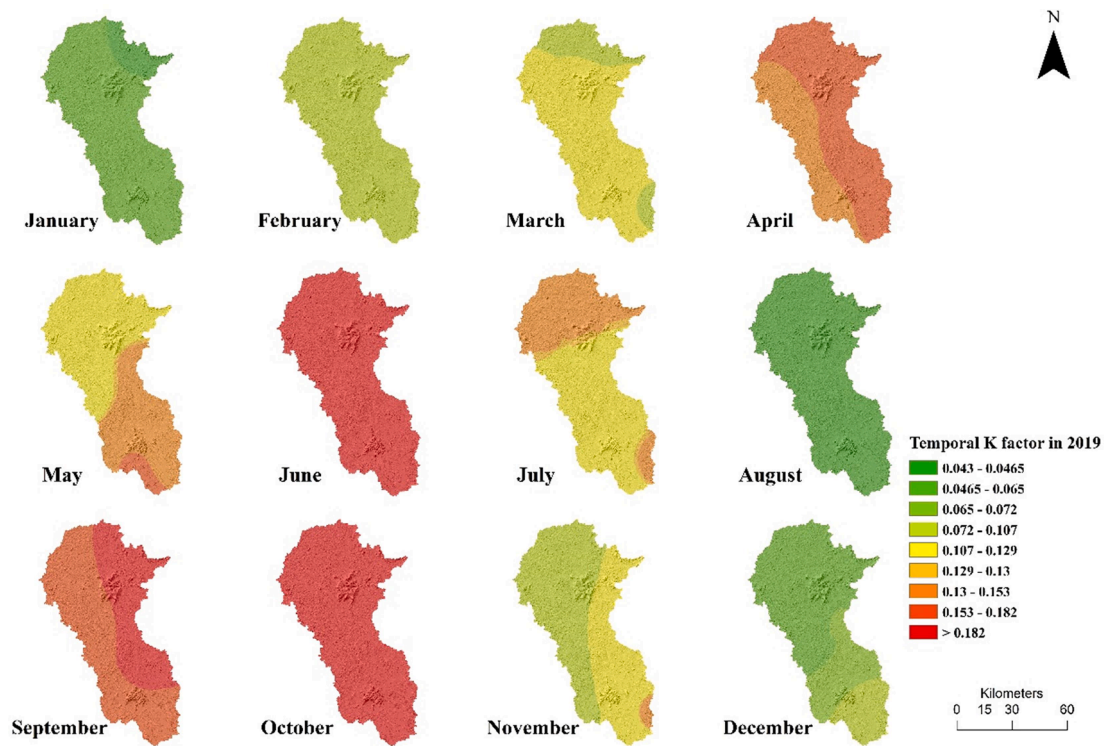 N
January
February
March
April
May
June
July
August
Temporal K factor in 2019
0.043 - 0.0465
0.0465 - 0.065
0.065 - 0.072
0.072 - 0.107
0.107 - 0.129
0.129 - 0.13
0.13 - 0.153
0.153 - 0.182
> 0.182
September
October
November
December
Kilometers
0 15 30 60